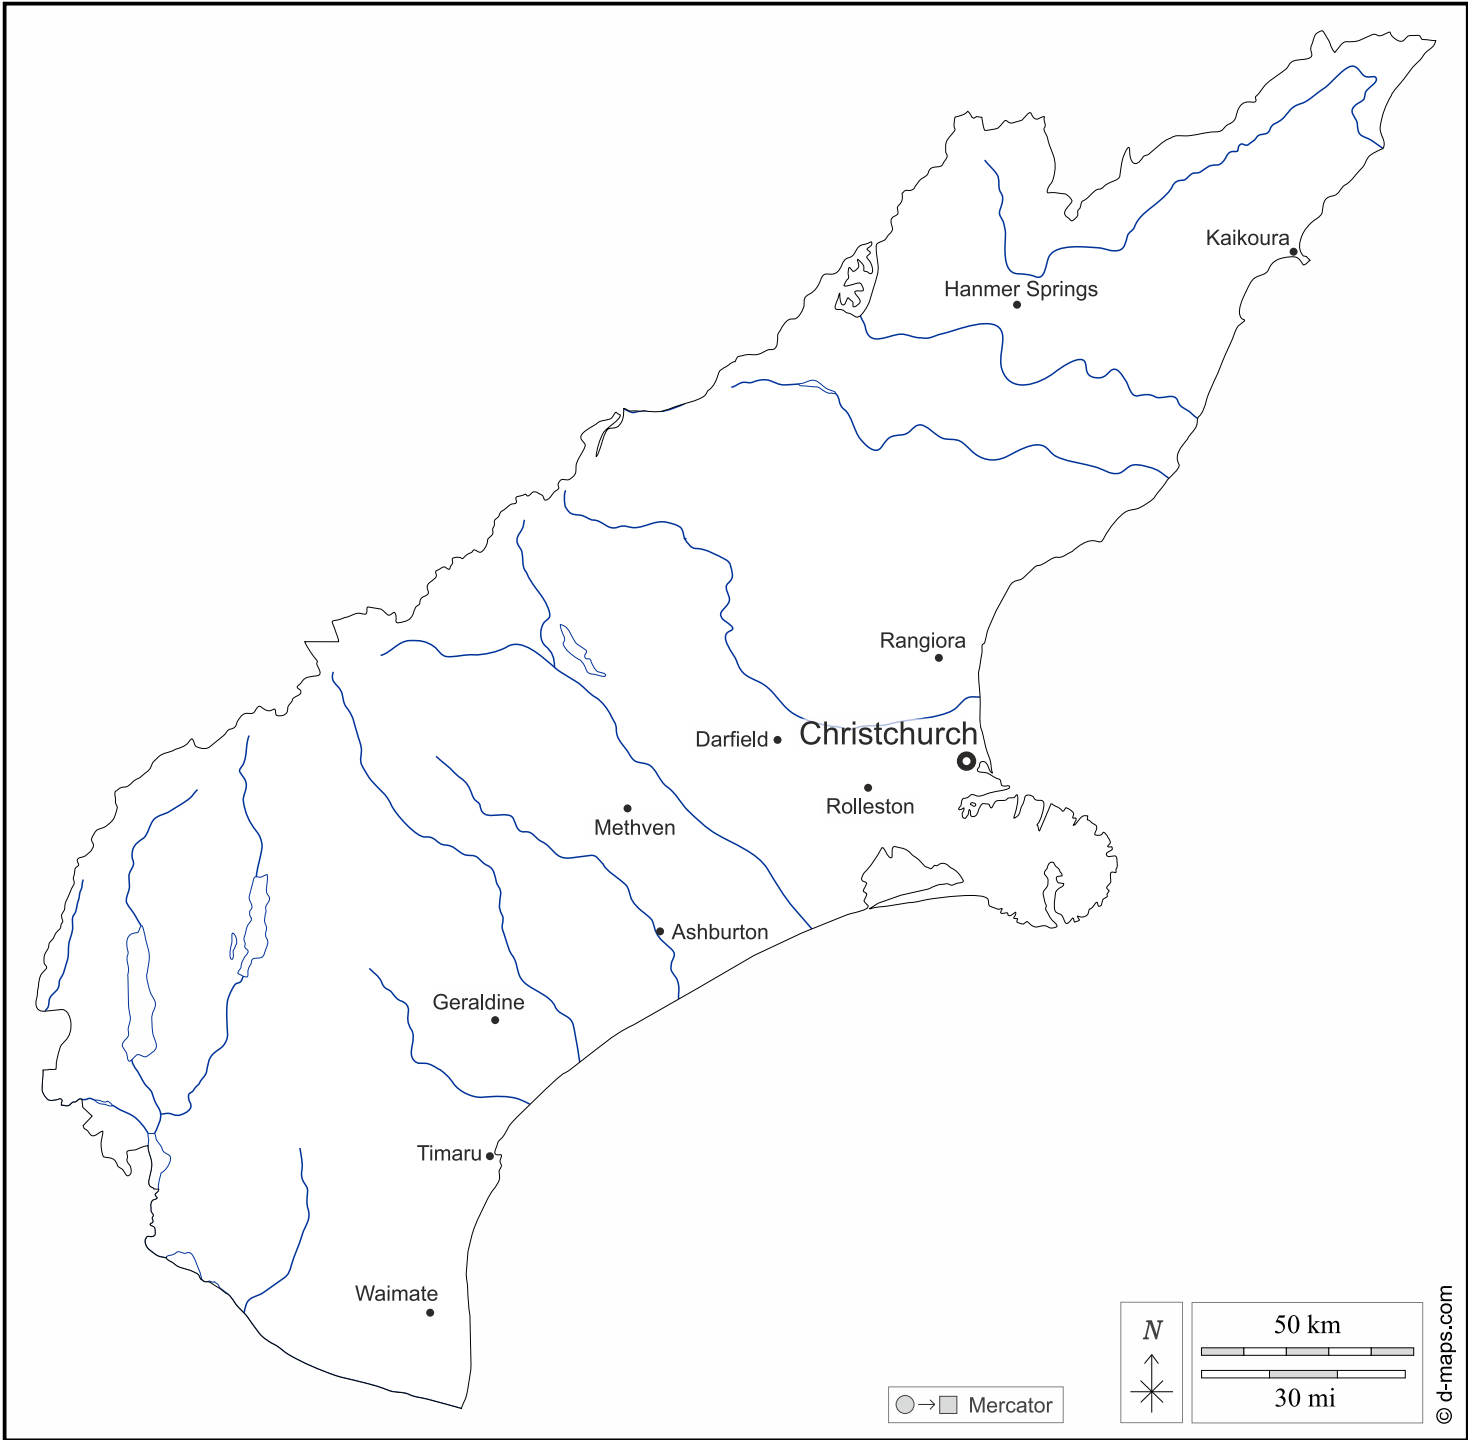 Kaikoura
Hanmer Springs
Rangiora
Darfield
Christchurch
Rolleston
Methven
Ashburton
Geraldine
Timaru
Waimate
N
50 km
30 mi
Mercator
© d-maps.com